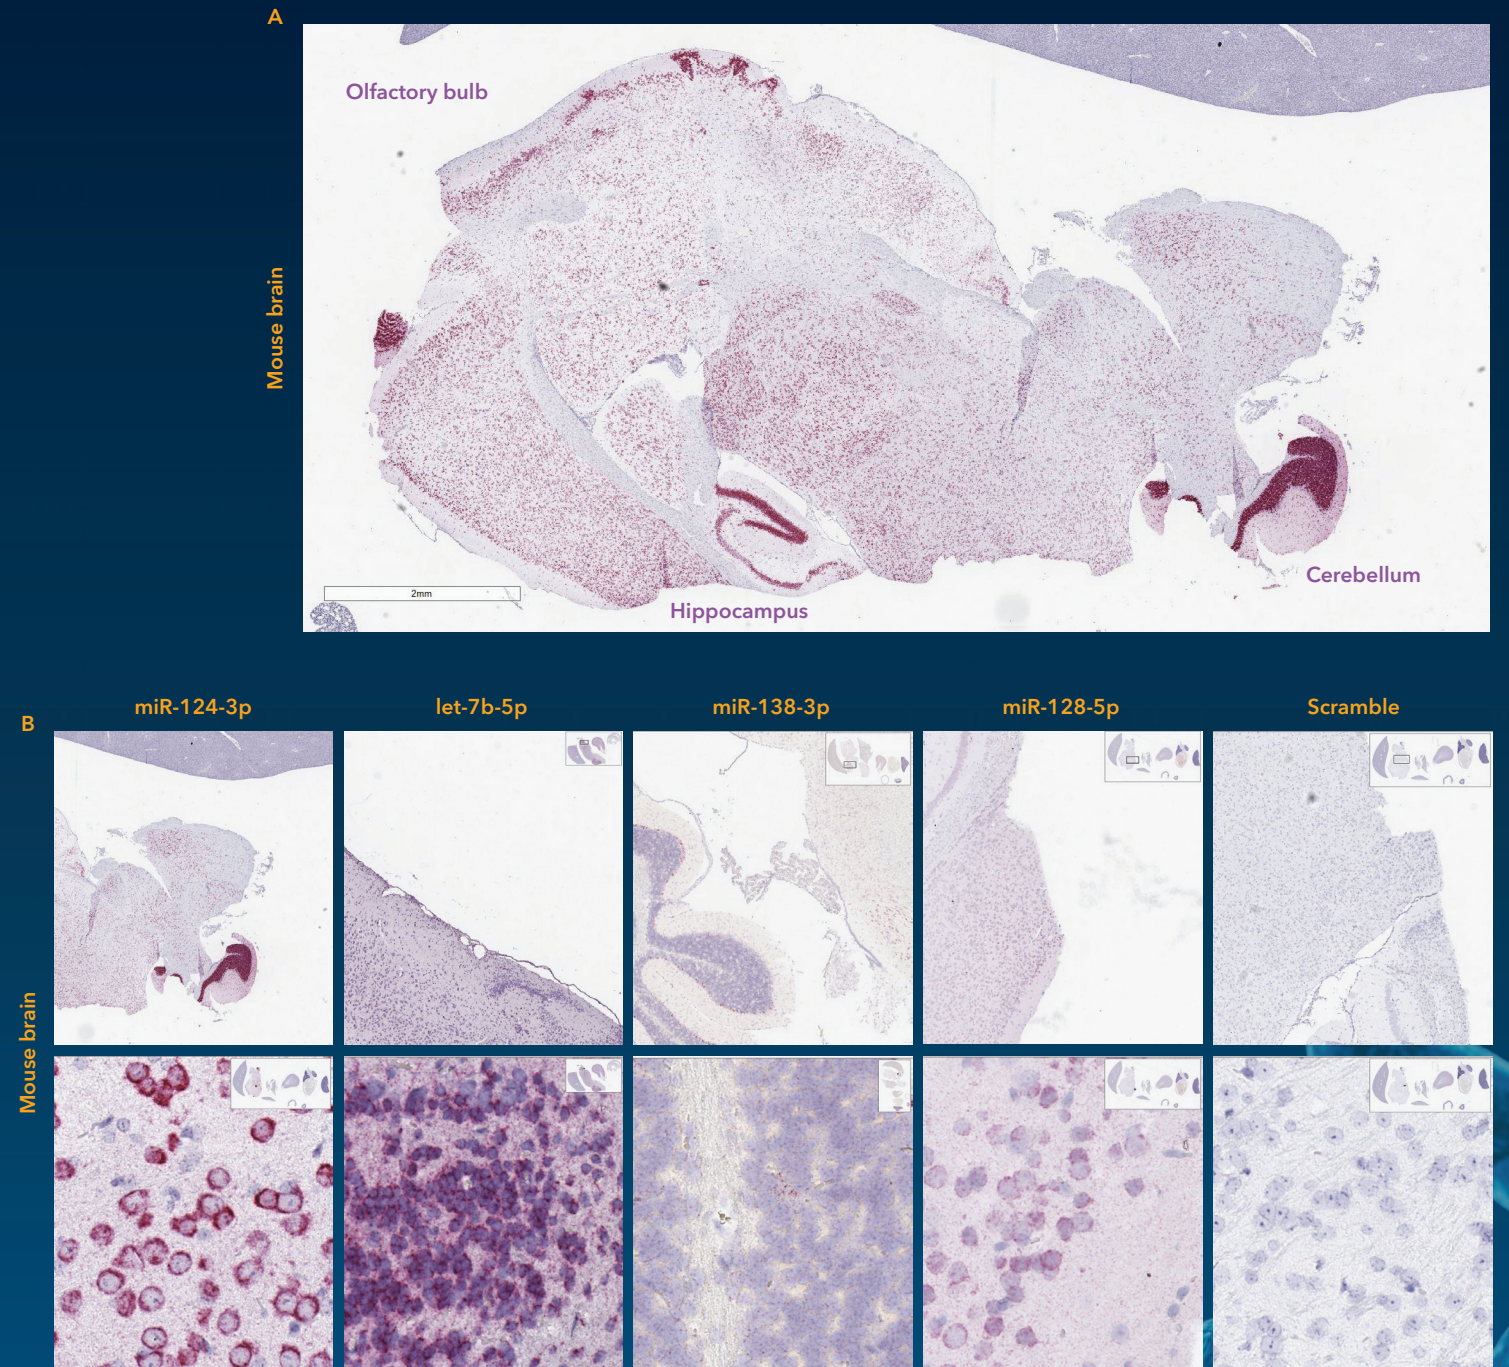 A
Olfactory bulb
Mouse brain
2mm
Hippocampus
Cerebellum
B
miR-124-3p
let-7b-5p
miR-138-3p
miR-128-5p
Scramble
Mouse brain